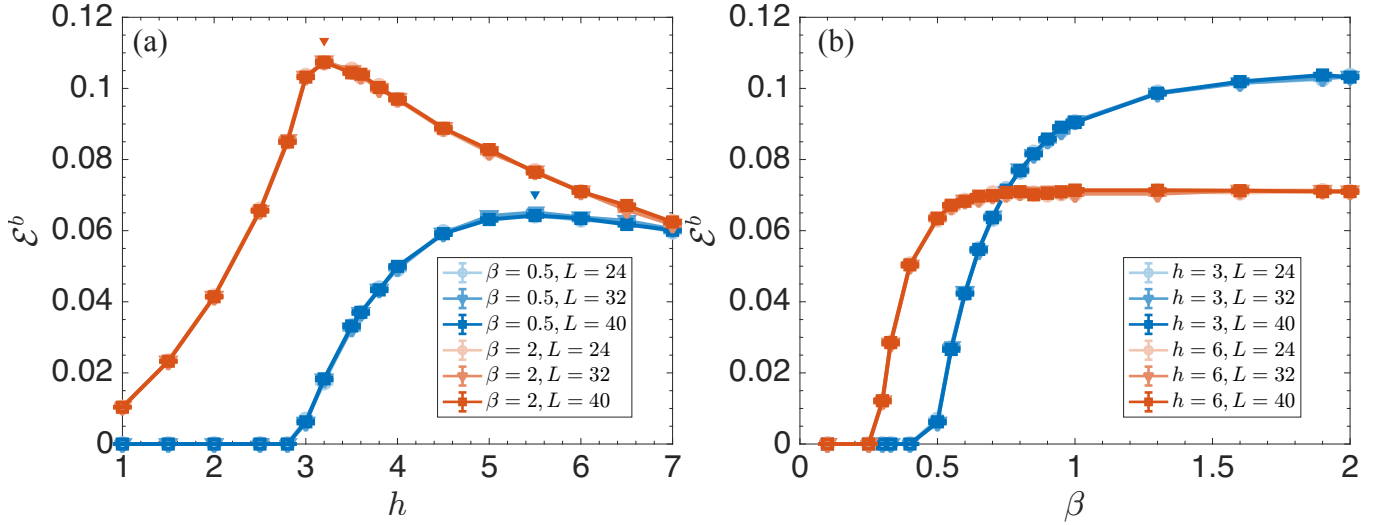 (a)
0.12
0.1
0.08
0.06
0.04
0.02
0
ℰᵇ
1 2 3 4 5 6 7
h
β = 0.5, L = 24
β = 0.5, L = 32
β = 0.5, L = 40
β = 2, L = 24
β = 2, L = 32
β = 2, L = 40
(b)
0.12
0.1
0.08
0.06
0.04
0.02
0
ℰᵇ
0 0.5 1 1.5 2
β
h = 3, L = 24
h = 3, L = 32
h = 3, L = 40
h = 6, L = 24
h = 6, L = 32
h = 6, L = 40